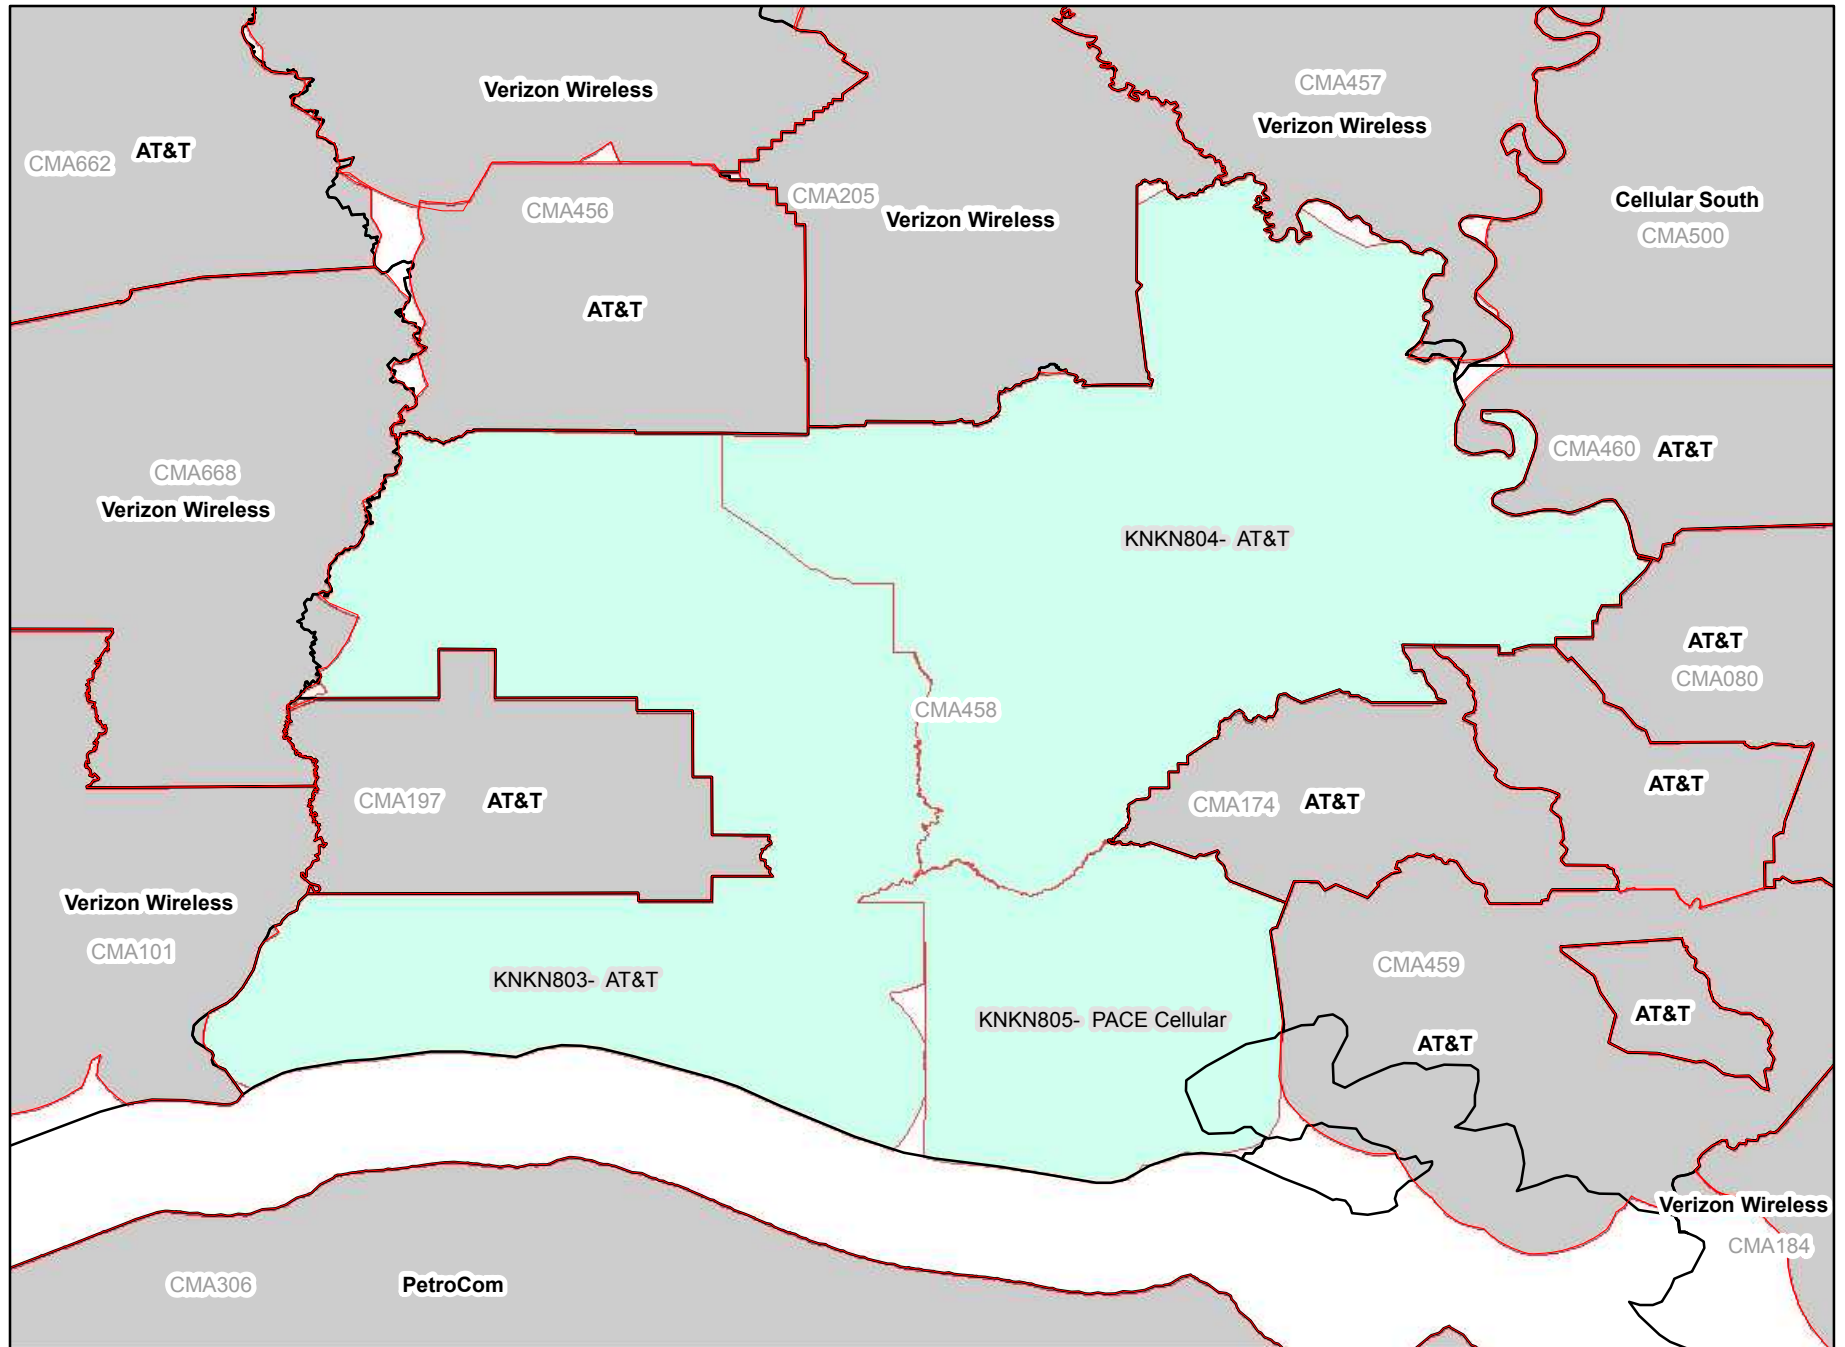 CMA457
Verizon Wireless
Verizon Wireless
AT&T
CMA662
CMA456
CMA205
Verizon Wireless
Cellular South
CMA500
AT&T
CMA668
Verizon Wireless
CMA460 AT&T
KNKN804- AT&T
AT&T
CMA080
CMA458
CMA197 AT&T
CMA174 AT&T
AT&T
Verizon Wireless
CMA101
KNKN803- AT&T
KNKN805- PACE Cellular
CMA459
AT&T
AT&T
Verizon Wireless
CMA184
CMA306 PetroCom